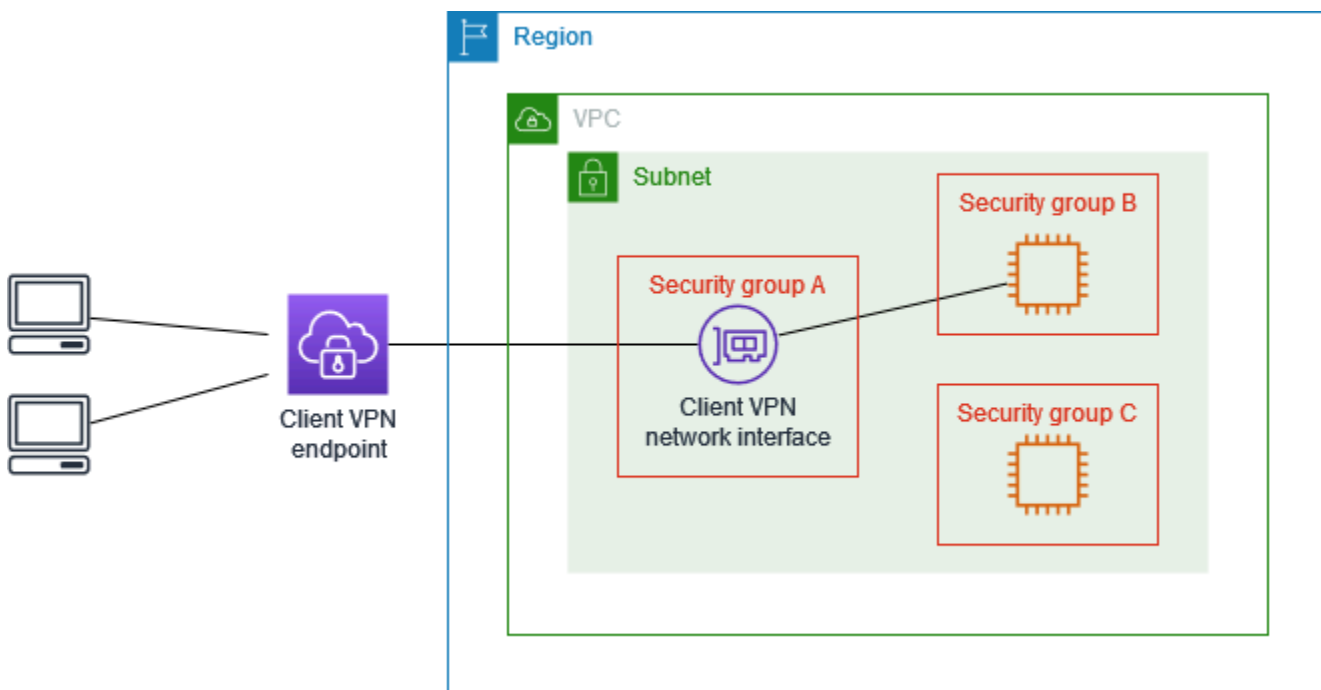 Region
VPC
Subnet
Security group B
Security group A
Client VPN
network interface
Client VPN
endpoint
Security group C